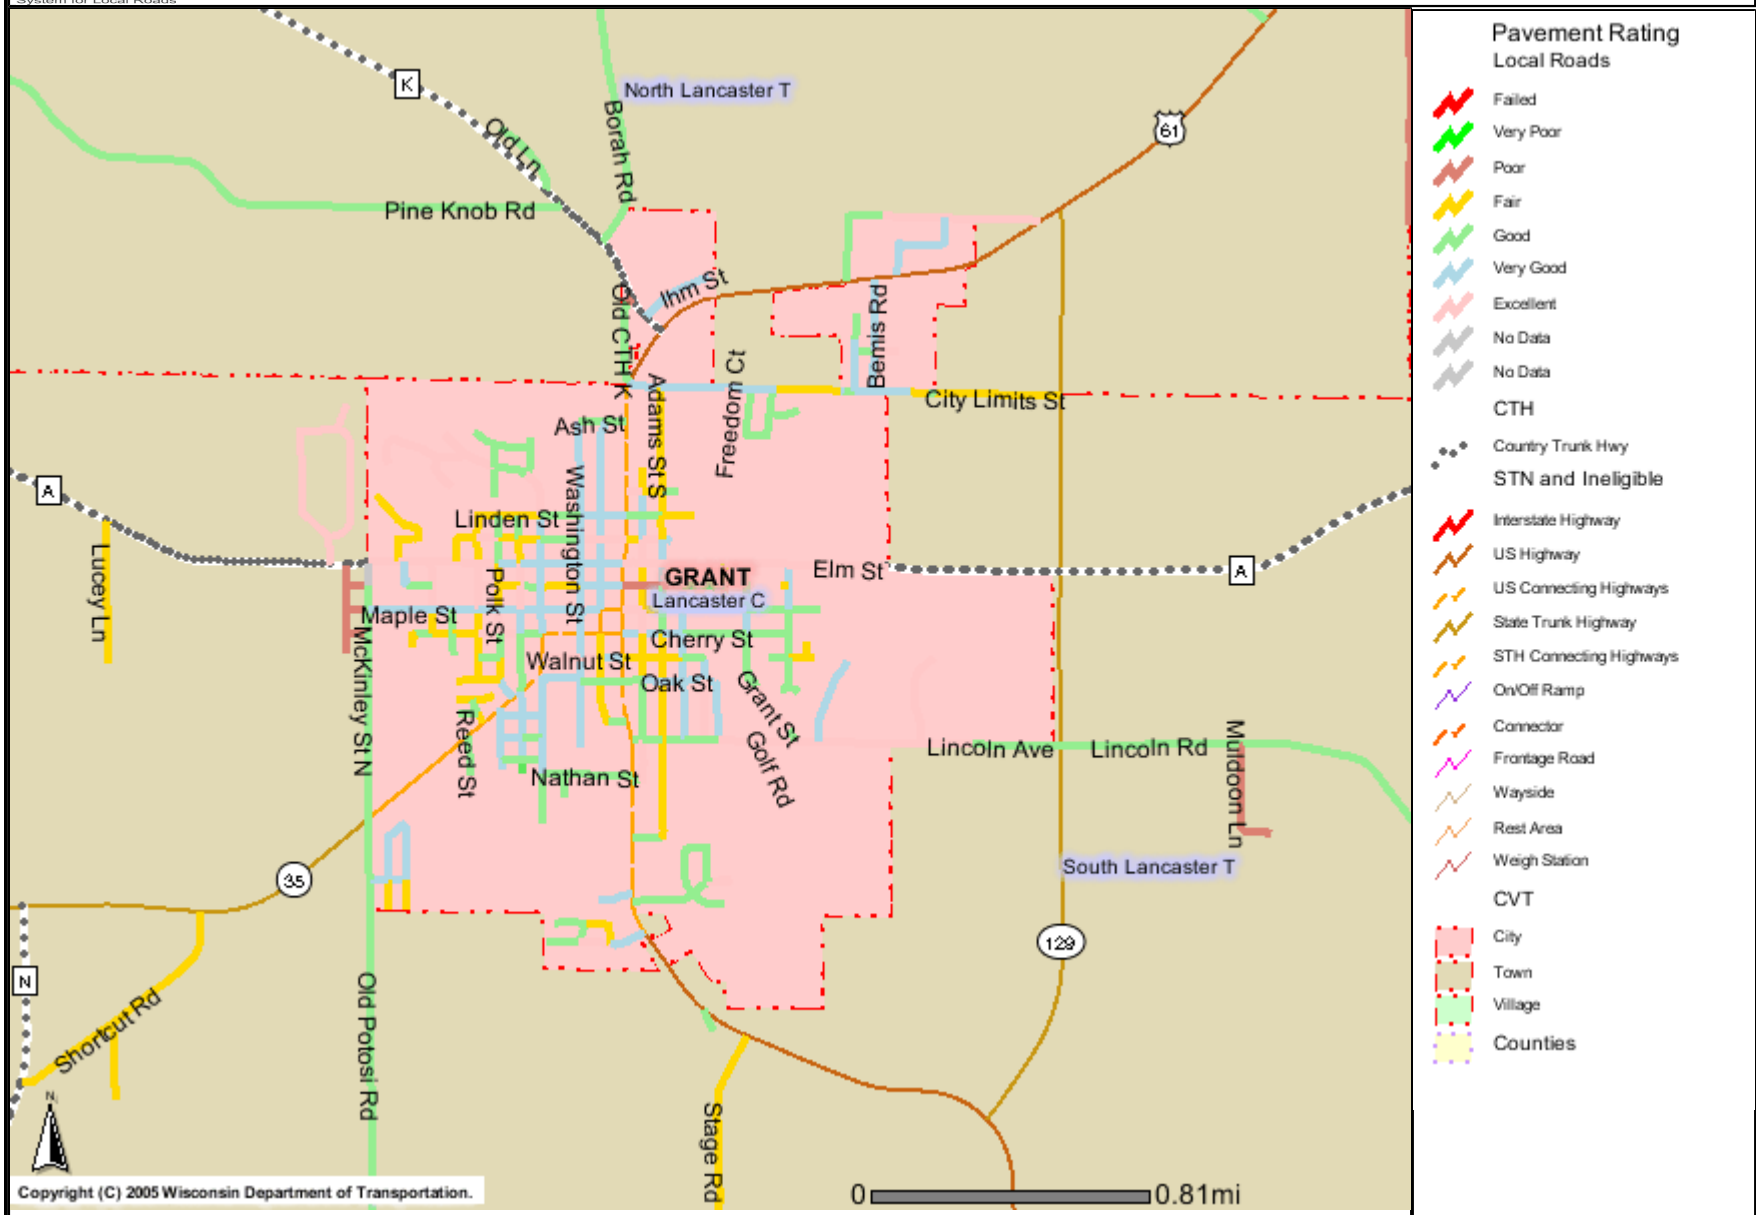 System for Local Roads
K
North Lancaster T
61
Old Ln
Borah Rd
Pine Knob Rd
Ihm St
Old CTH K
Bemis Rd
Adams St S
Freedom Ct
City Limits St
Ash St
A
Washington St
Linden St
Lucey Ln
Polk St
GRANT
Elm St
A
Lancaster C
Maple St
McKinley St N
Cherry St
Walnut St
Oak St
Grant St
Reed St
Golf Rd
Lincoln Ave
Lincoln Rd
Muldoon Ln
Nathan St
35
South Lancaster T
129
N
Shortcut Rd
Old Potosi Rd
Stage Rd
N
Copyright (C) 2005 Wisconsin Department of Transportation.
0
0.81mi
Pavement Rating
Local Roads
Failed
Very Poor
Poor
Fair
Good
Very Good
Excellent
No Data
No Data
CTH
Country Trunk Hwy
STN and Ineligible
Interstate Highway
US Highway
US Connecting Highways
State Trunk Highway
STH Connecting Highways
On/Off Ramp
Connector
Frontage Road
Wayside
Rest Area
Weigh Station
CVT
City
Town
Village
Counties